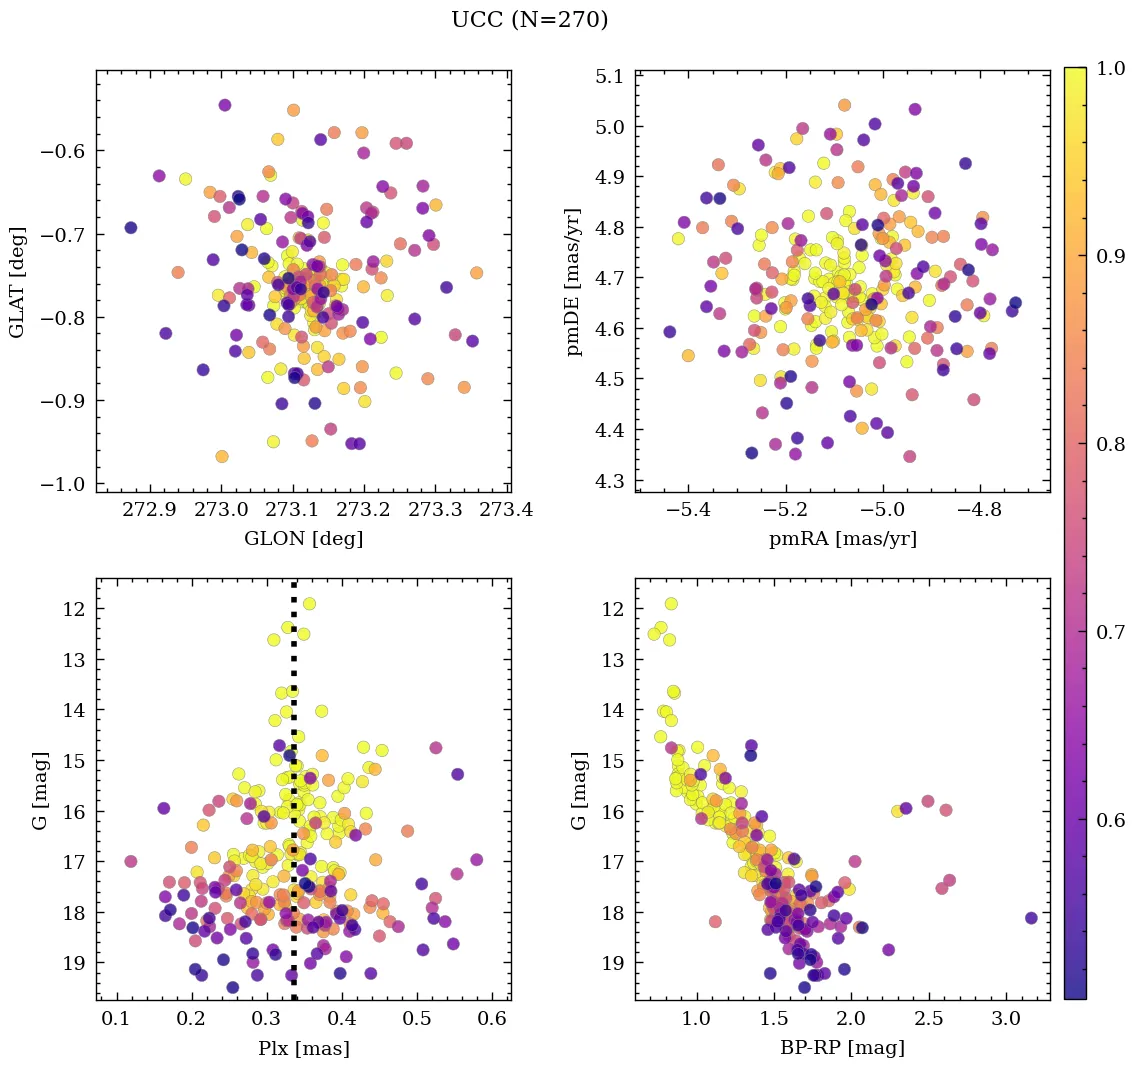 UCC (N=270)
−0.6
−0.7
−0.8
−0.9
−1.0
GLAT [deg]
272.9 273.0 273.1 273.2 273.3 273.4
GLON [deg]
5.1
5.0
4.9
4.8
4.7
4.6
4.5
4.4
4.3
pmDE [mas/yr]
−5.4 −5.2 −5.0 −4.8
pmRA [mas/yr]
12
13
14
15
16
17
18
19
G [mag]
0.1 0.2 0.3 0.4 0.5 0.6
Plx [mas]
12
13
14
15
16
17
18
19
G [mag]
1.0 1.5 2.0 2.5 3.0
BP-RP [mag]
1.0
0.9
0.8
0.7
0.6